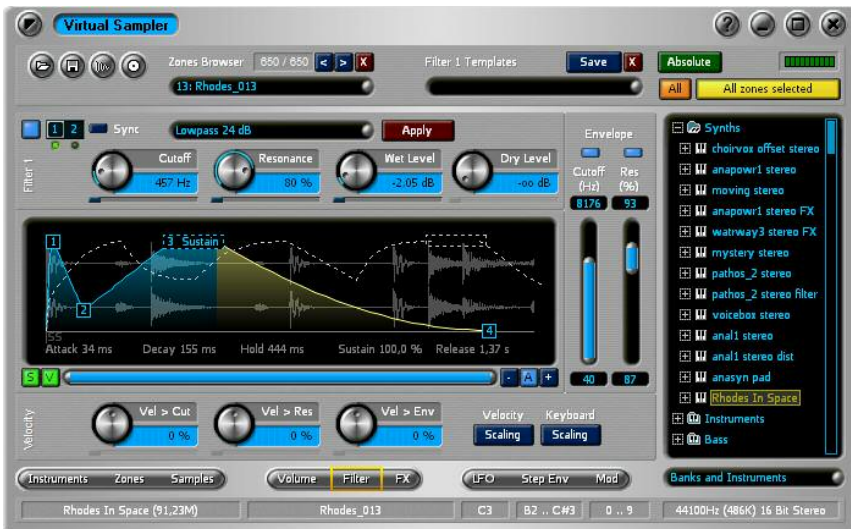 Virtual Sampler
?
Zones Browser 650 / 650 < > X
Filter 1 Templates
Save X
Absolute
13: Rhodes_013
All
All zones selected
Filter 1
1 2
Sync
Lowpass 24 dB
Apply
Cutoff
457 Hz
Resonance
80 %
Wet Level
-2.05 dB
Dry Level
-oo dB
Envelope
Cutoff (Hz)
Res (%)
8176
93
1
2
3 Sustain
4
SS
Attack 34 ms Decay 155 ms Hold 444 ms Sustain 100,0 % Release 1,37 s
S V
- A +
40
87
Synths
choirvox offset stereo
anapowr1 stereo
moving stereo
anapowr1 stereo FX
watrway3 stereo FX
mystery stereo
pathos_2 stereo
pathos_2 stereo filter
voicebox stereo
anal1 stereo
anal1 stereo dist
anasyn pad
Rhodes In Space
Instruments
Bass
Velocity
Vel > Cut
0 %
Vel > Res
0 %
Vel > Env
0 %
Velocity
Scaling
Keyboard
Scaling
Instruments Zones Samples
Volume Filter FX
LFO Step Env Mod
Banks and Instruments
Rhodes In Space (91,23M)
Rhodes_013
C3
B2 .. C#3
0 .. 9
44100Hz (486K) 16 Bit Stereo